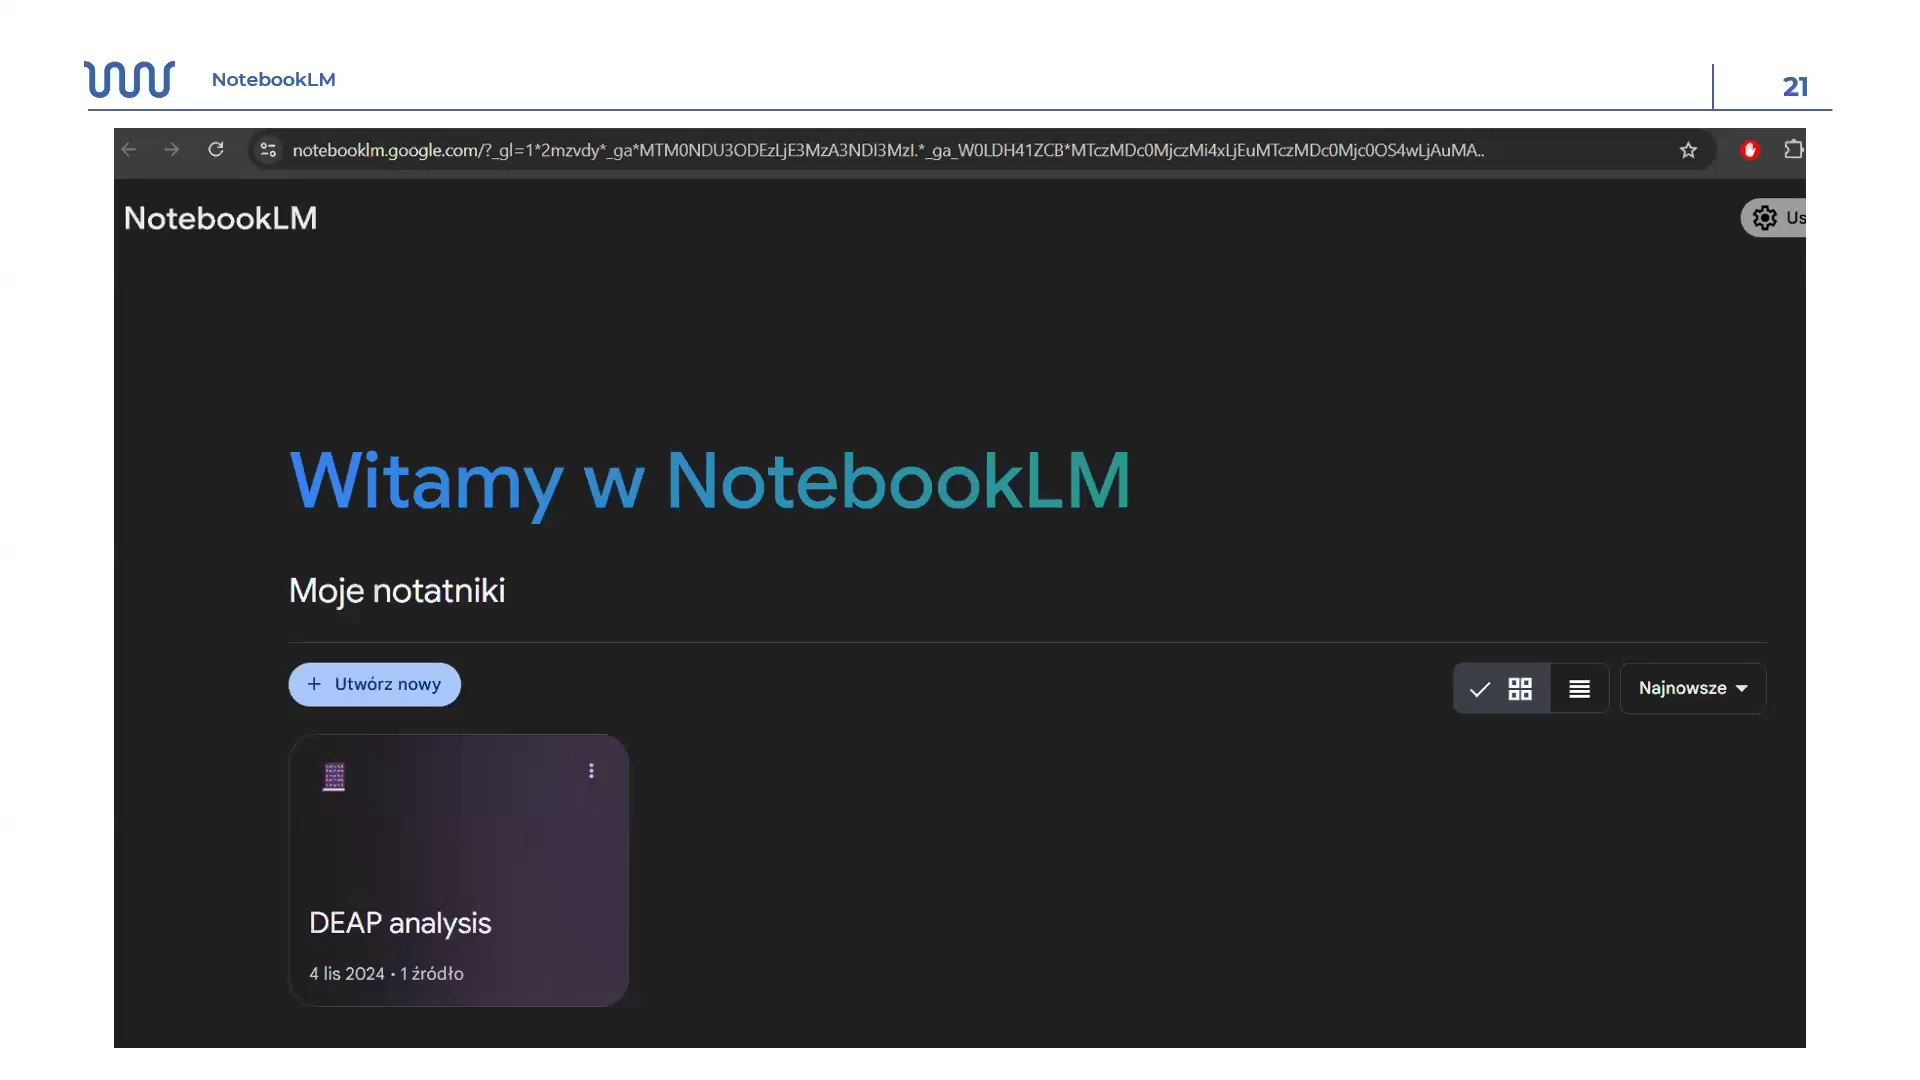 NotebookLM
21
notebooklm.google.com/?_gl=1*2mzvdy*_ga*MTM0NDU3ODEzLjE3MzA3NDI3MzI.*_ga_W0LDH41ZCB*MTczMDc0MjczMi4xLjEuMTczMDc0Mjc0OS4wLjAuMA..
NotebookLM
Us
Witamy w NotebookLM
Moje notatniki
+ Utwórz nowy
Najnowsze
DEAP analysis
4 lis 2024 • 1 źródło